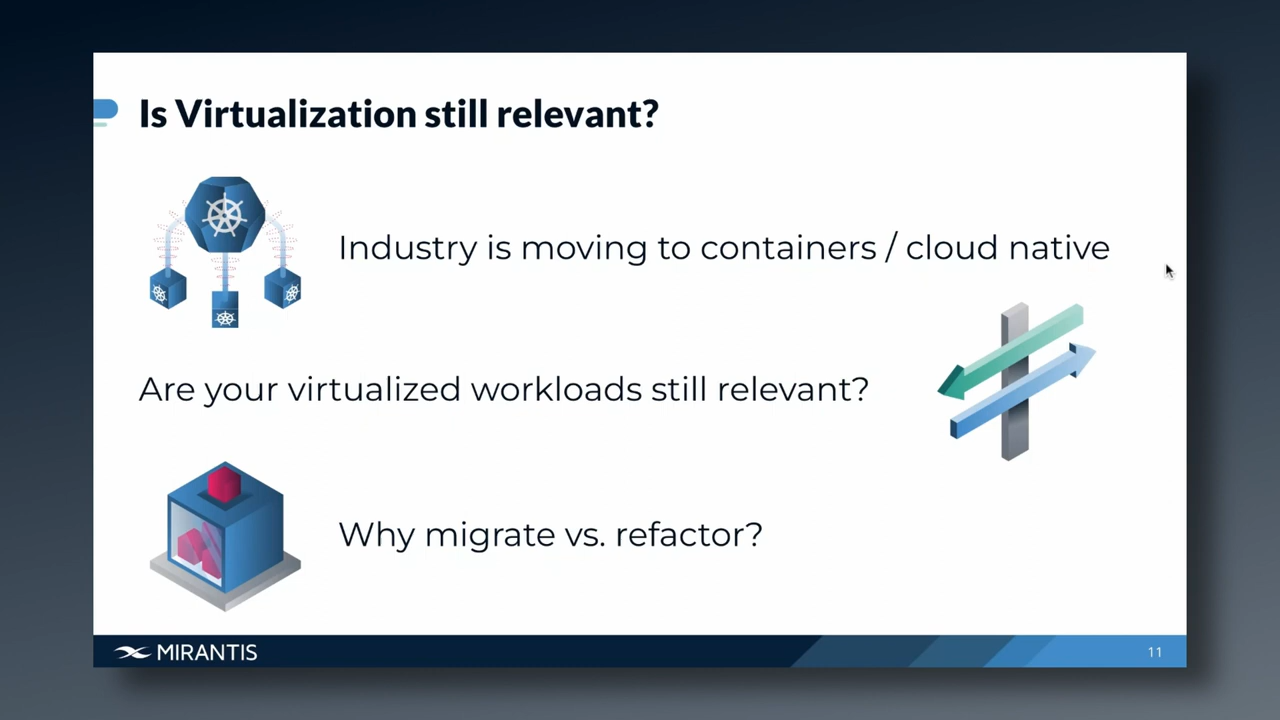 Is Virtualization still relevant?
Industry is moving to containers / cloud native
Are your virtualized workloads still relevant?
Why migrate vs. refactor?
MIRANTIS
11